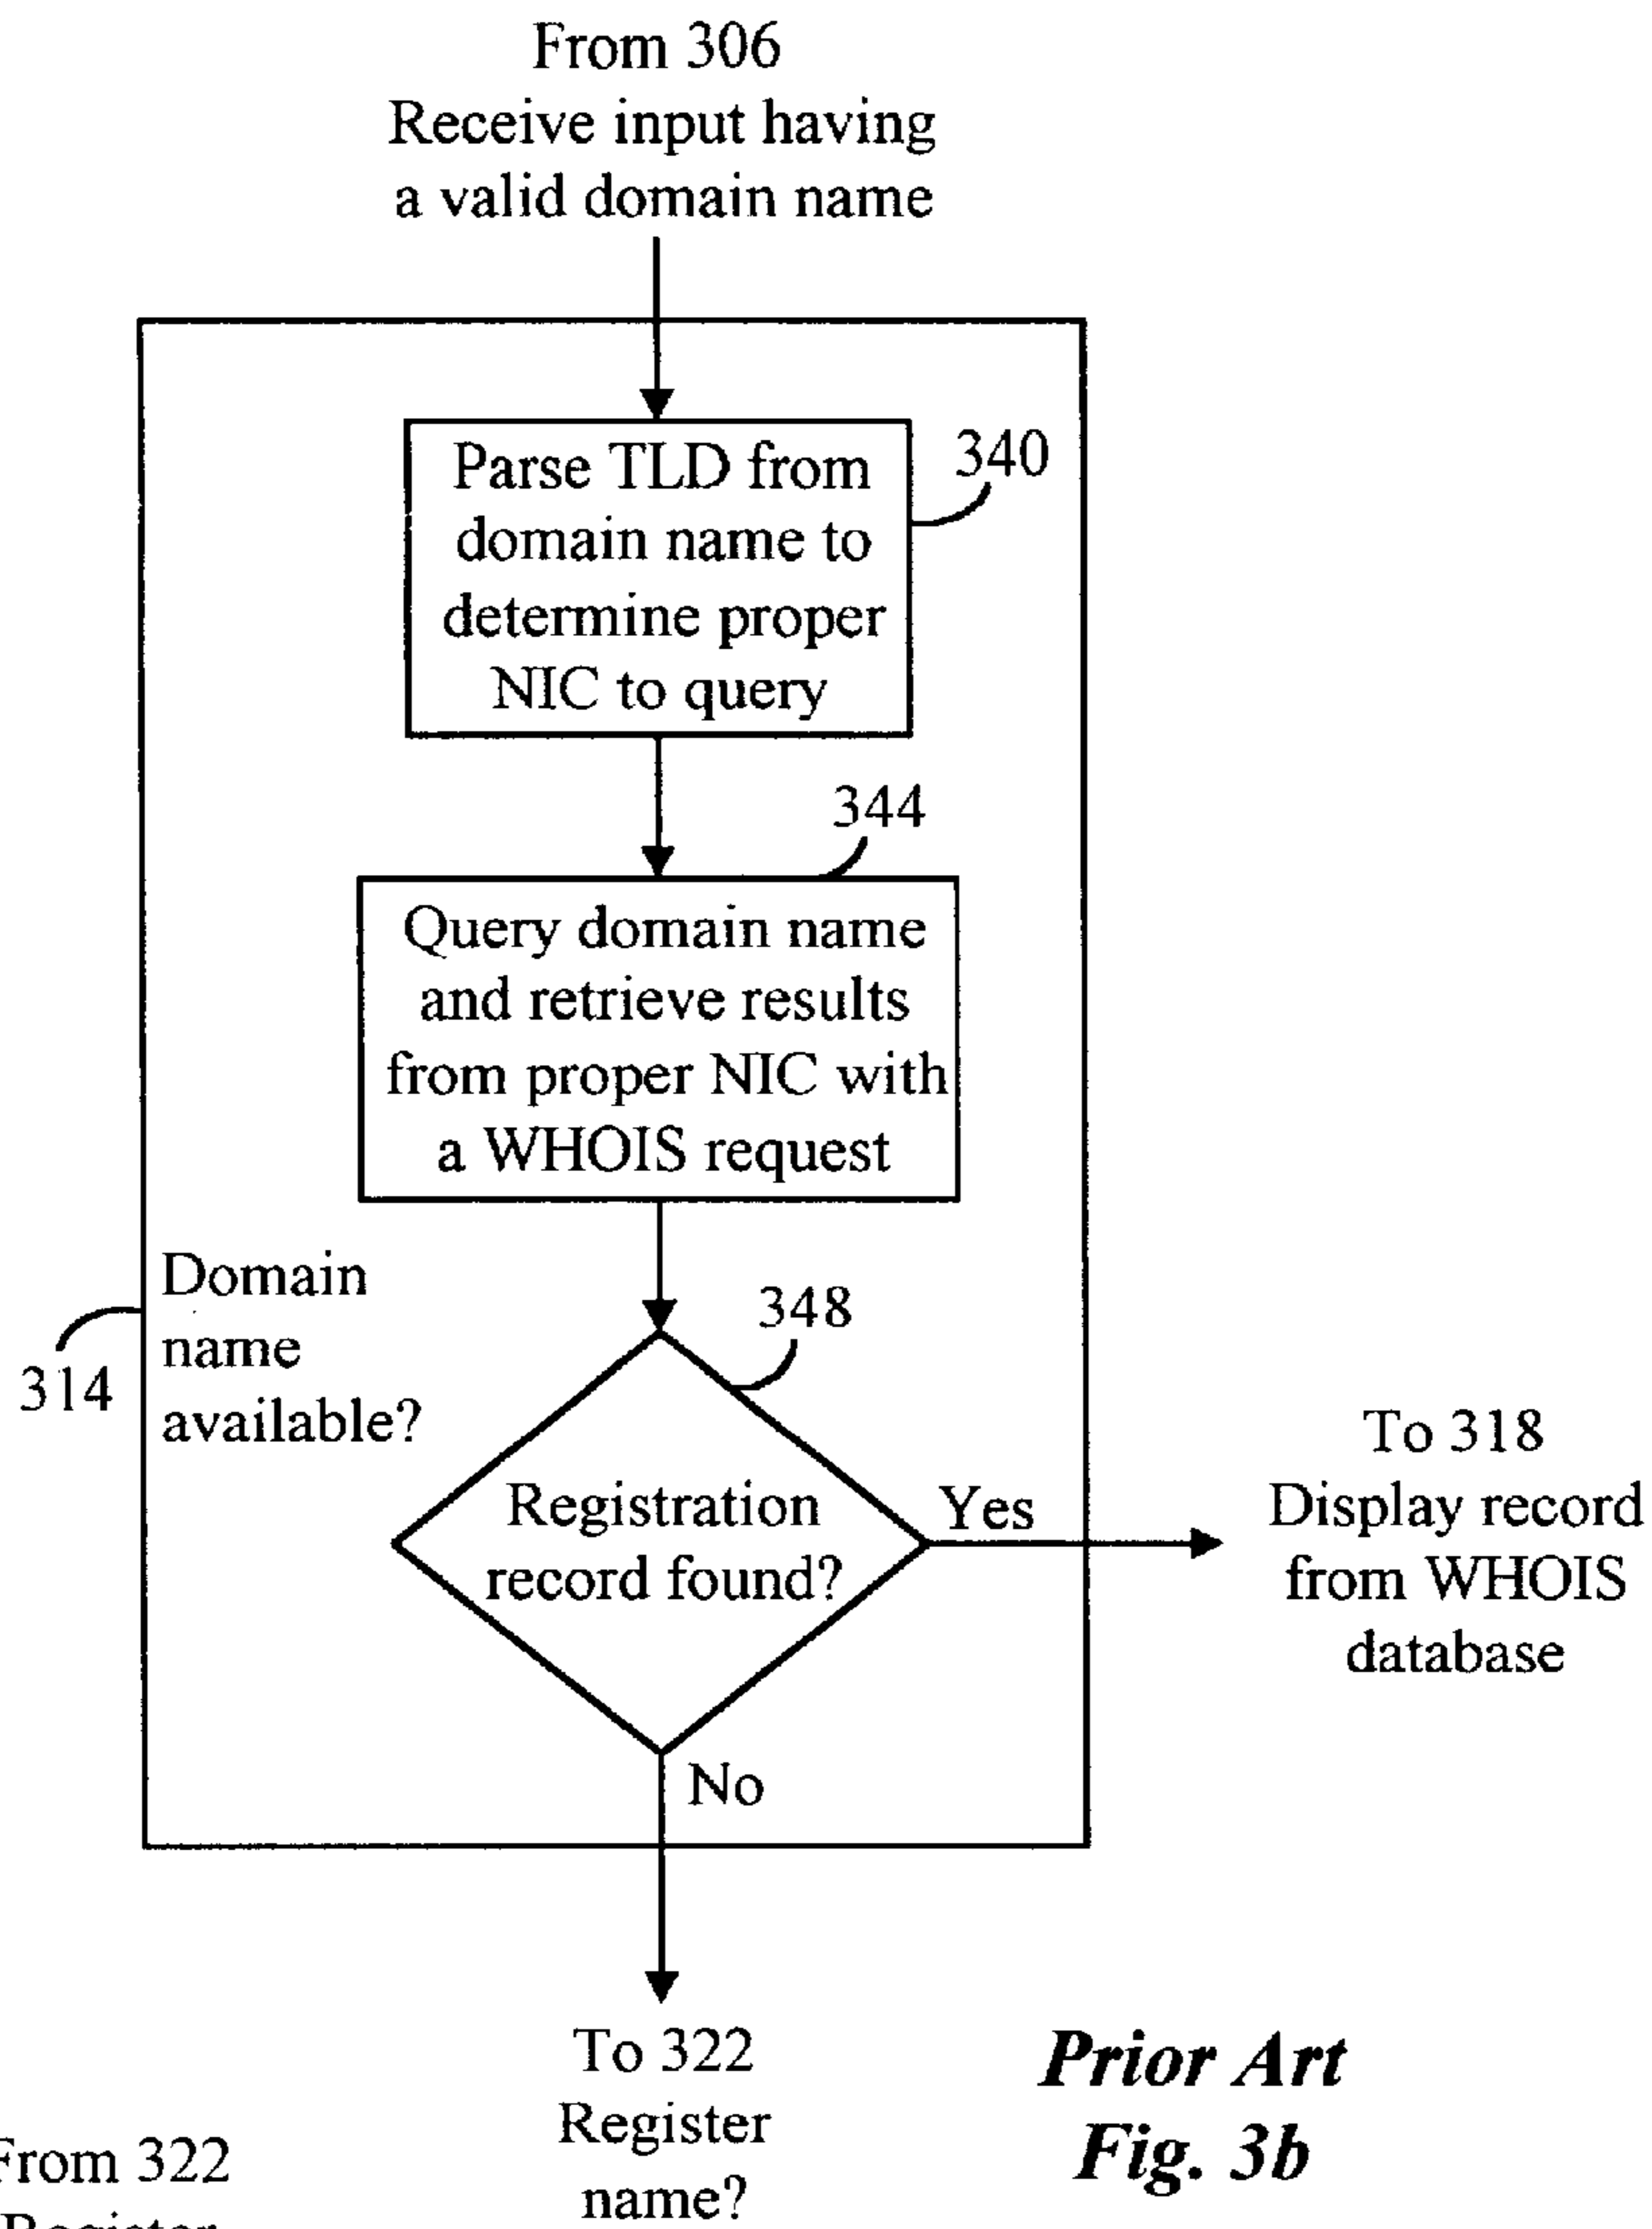 From 306
Receive input having
a valid domain name
Parse TLD from
domain name to
determine proper
NIC to query
340
344
Query domain name
and retrieve results
from proper NIC with
a WHOIS request
Domain
name
available?
314
348
Registration
record found?
Yes
To 318
Display record
from WHOIS
database
No
To 322
Register
name?
Prior Art
Fig. 3b
From 322
Register